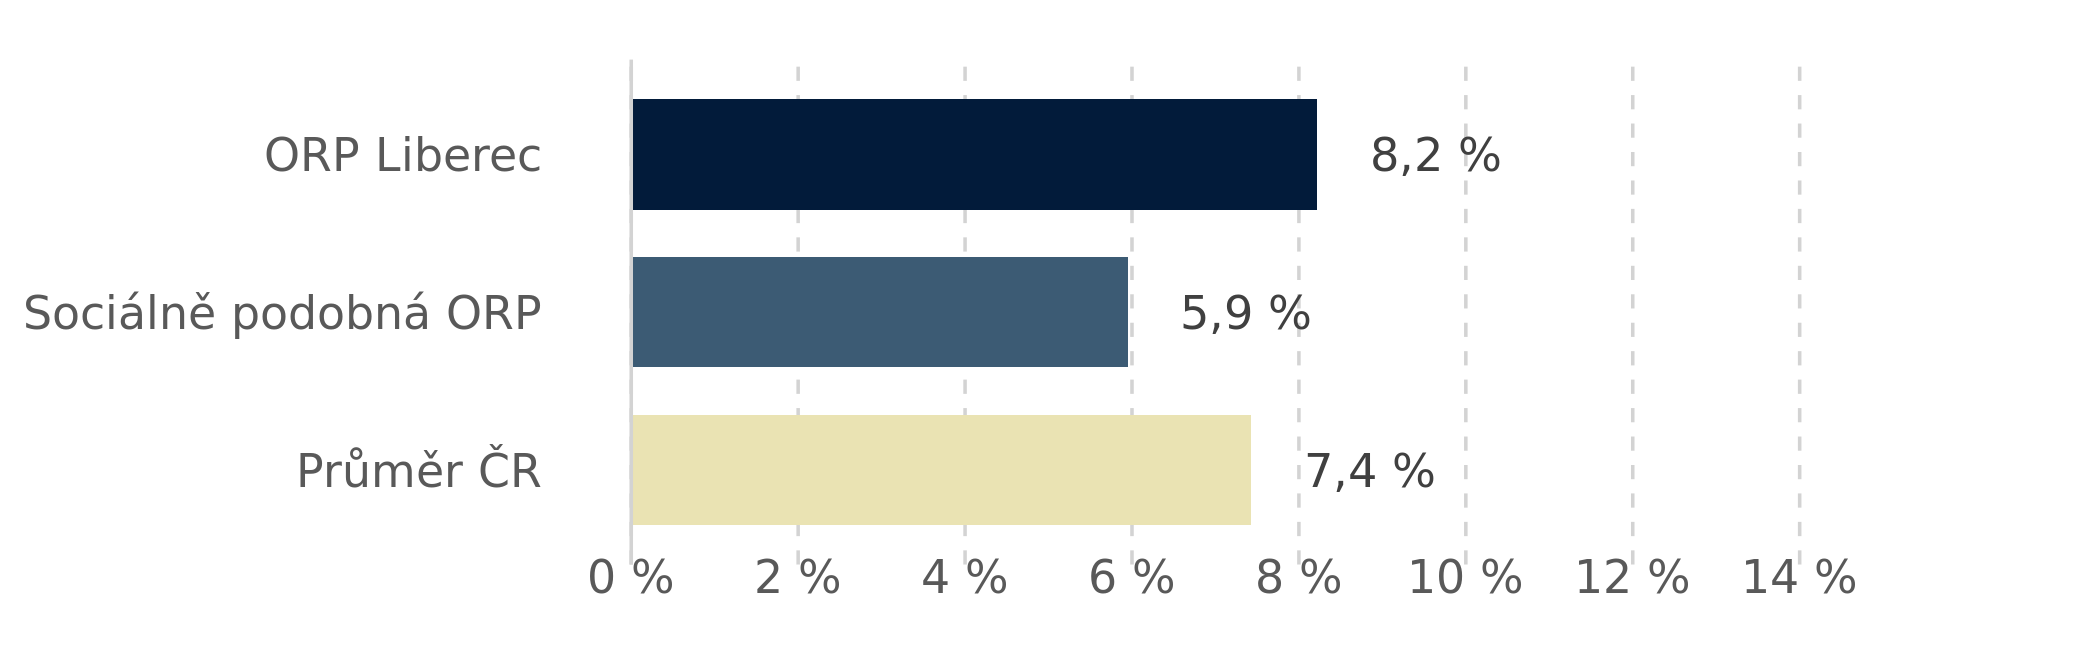 ORP Liberec 8,2 %
Sociálně podobná ORP 5,9 %
Průměr ČR 7,4 %
0 % 2 % 4 % 6 % 8 % 10 % 12 % 14 %